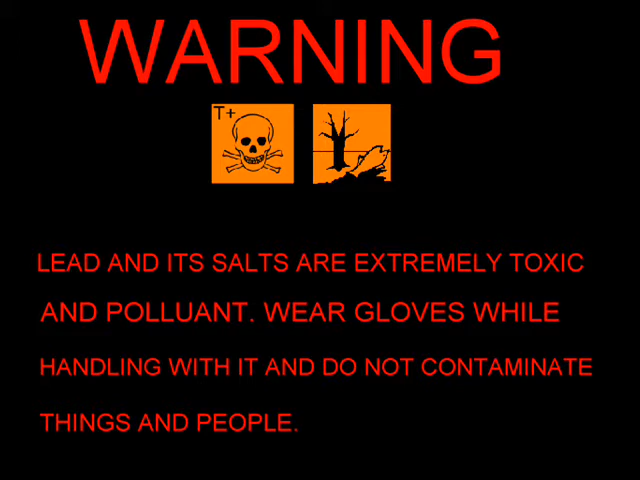 WARNING
T+
LEAD AND ITS SALTS ARE EXTREMELY TOXIC
AND POLLUANT. WEAR GLOVES WHILE
HANDLING WITH IT AND DO NOT CONTAMINATE
THINGS AND PEOPLE.